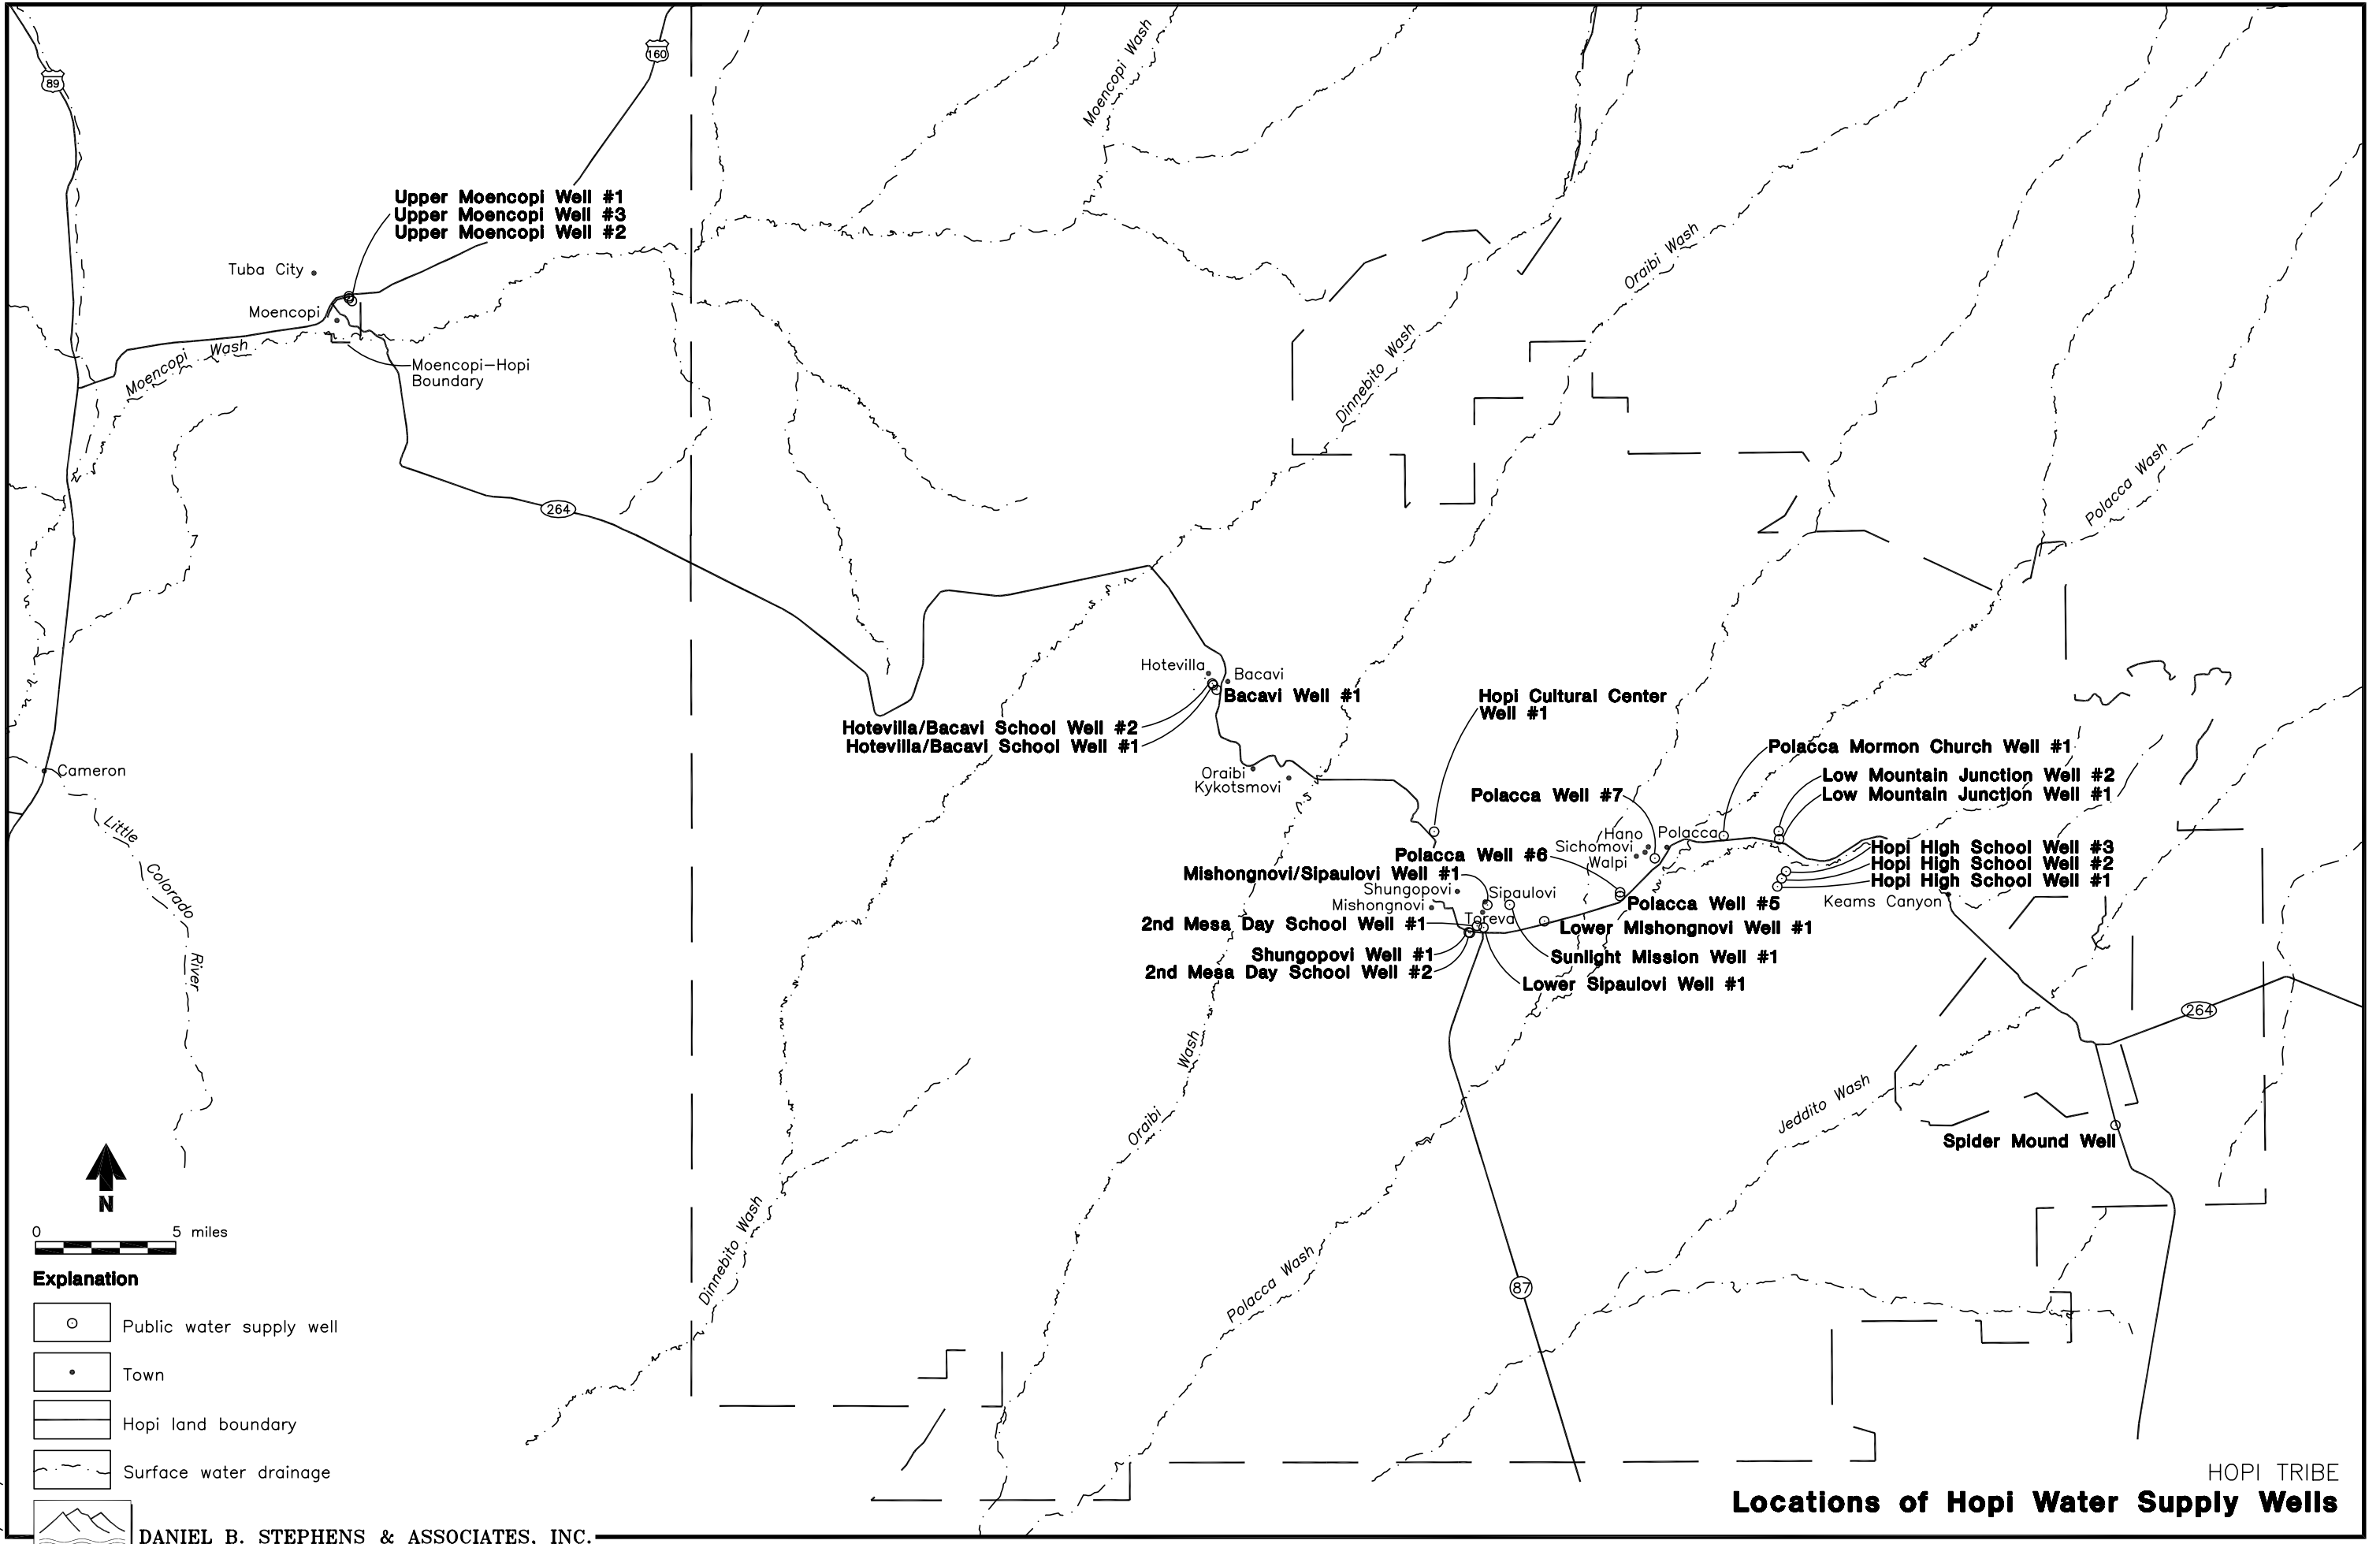 160
89
Moencopi Wash
Upper Moencopi Well #1
Upper Moencopi Well #3
Upper Moencopi Well #2
Tuba City
Moencopi
Moencopi Wash
Moencopi-Hopi
Boundary
Oraibi Wash
Dinnebito Wash
Polacca Wash
264
Hotevilla
Bacavi
Bacavi Well #1
Hotevilla/Bacavi School Well #2
Hotevilla/Bacavi School Well #1
Oraibi
Kykotsmovi
Hopi Cultural Center
Well #1
Polacca Mormon Church Well #1
Low Mountain Junction Well #2
Low Mountain Junction Well #1
Polacca Well #7
Hano
Polacca
Sichomovi
Walpi
Polacca Well #6
Hopi High School Well #3
Hopi High School Well #2
Hopi High School Well #1
Mishongnovi/Sipaulovi Well #1
Shungopovi
Sipaulovi
Mishongnovi
Toreva
Polacca Well #5
Keams Canyon
2nd Mesa Day School Well #1
Lower Mishongnovi Well #1
Shungopovi Well #1
Sunlight Mission Well #1
2nd Mesa Day School Well #2
Lower Sipaulovi Well #1
Cameron
Little Colorado River
264
Oraibi Wash
Jeddito Wash
Spider Mound Well
Dinnebito Wash
Polacca Wash
87
N
0 5 miles
Explanation
Public water supply well
Town
Hopi land boundary
Surface water drainage
DANIEL B. STEPHENS & ASSOCIATES, INC.
HOPI TRIBE
Locations of Hopi Water Supply Wells